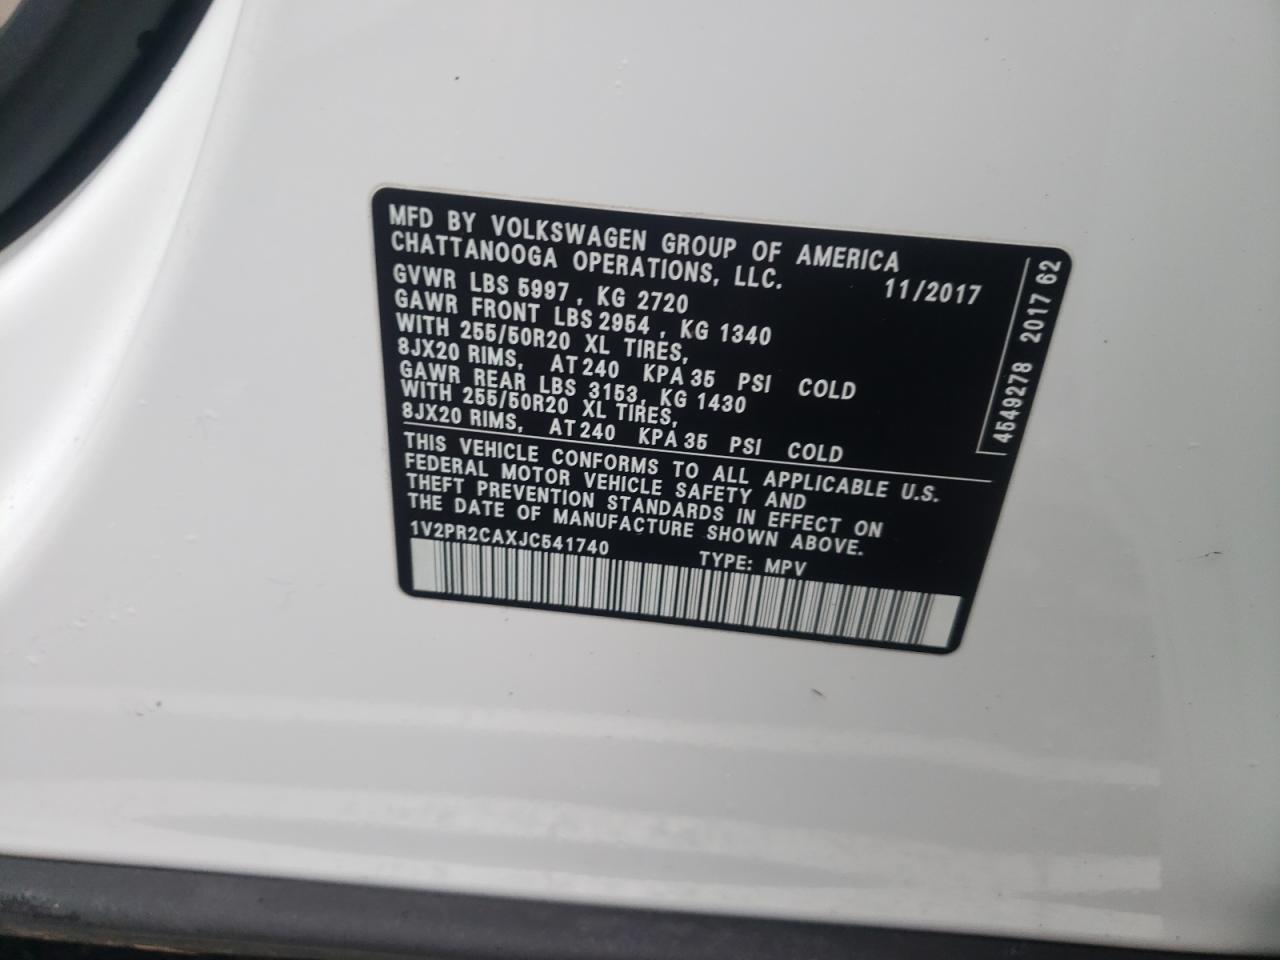 MFD BY VOLKSWAGEN GROUP OF AMERICA
CHATTANOOGA OPERATIONS, LLC.
11/2017
GVWR LBS 5997, KG 2720
GAWR FRONT LBS 2954, KG 1340
WITH 255/50R20 XL TIRES,
8JX20 RIMS, AT 240 KPA 35 PSI COLD
GAWR REAR LBS 3153, KG 1430
WITH 255/50R20 XL TIRES,
8JX20 RIMS, AT 240 KPA 35 PSI COLD
THIS VEHICLE CONFORMS TO ALL APPLICABLE U.S.
FEDERAL MOTOR VEHICLE SAFETY AND
THEFT PREVENTION STANDARDS IN EFFECT ON
THE DATE OF MANUFACTURE SHOWN ABOVE.
1V2PR2CAXJC541740 TYPE: MPV
4549278 2017 62